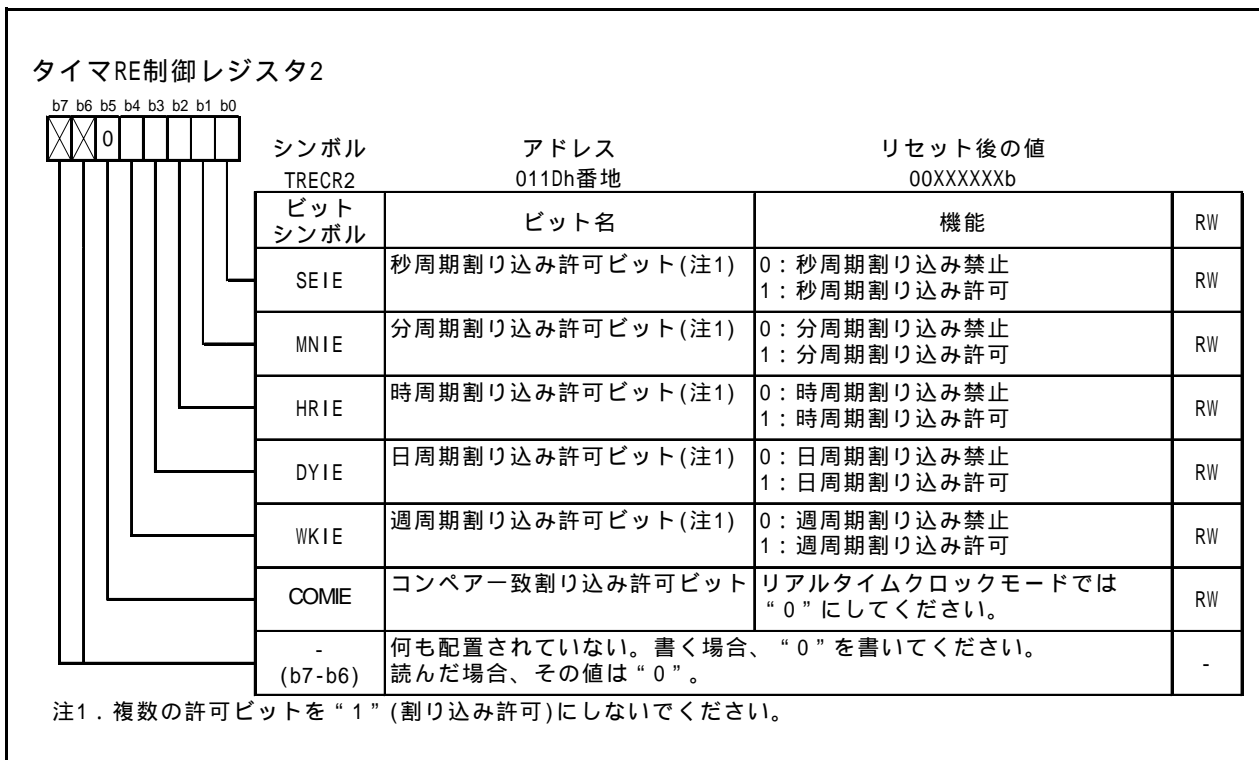 タイマRE制御レジスタ2
b7 b6 b5 b4 b3 b2 b1 b0
0
シンボル アドレス リセット後の値
TRECR2 011Dh番地 00XXXXXXb
ビット
シンボル ビット名 機能 RW
SEIE 秒周期割り込み許可ビット(注1) 0：秒周期割り込み禁止
1：秒周期割り込み許可 RW
MNIE 分周期割り込み許可ビット(注1) 0：分周期割り込み禁止
1：分周期割り込み許可 RW
HRIE 時周期割り込み許可ビット(注1) 0：時周期割り込み禁止
1：時周期割り込み許可 RW
DYIE 日周期割り込み許可ビット(注1) 0：日周期割り込み禁止
1：日周期割り込み許可 RW
WKIE 週周期割り込み許可ビット(注1) 0：週周期割り込み禁止
1：週周期割り込み許可 RW
COMIE コンペア一致割り込み許可ビット リアルタイムクロックモードでは
“0”にしてください。 RW
-
(b7-b6) 何も配置されていない。書く場合、“0”を書いてください。
読んだ場合、その値は“0”。 -
注1．複数の許可ビットを“1”(割り込み許可)にしないでください。